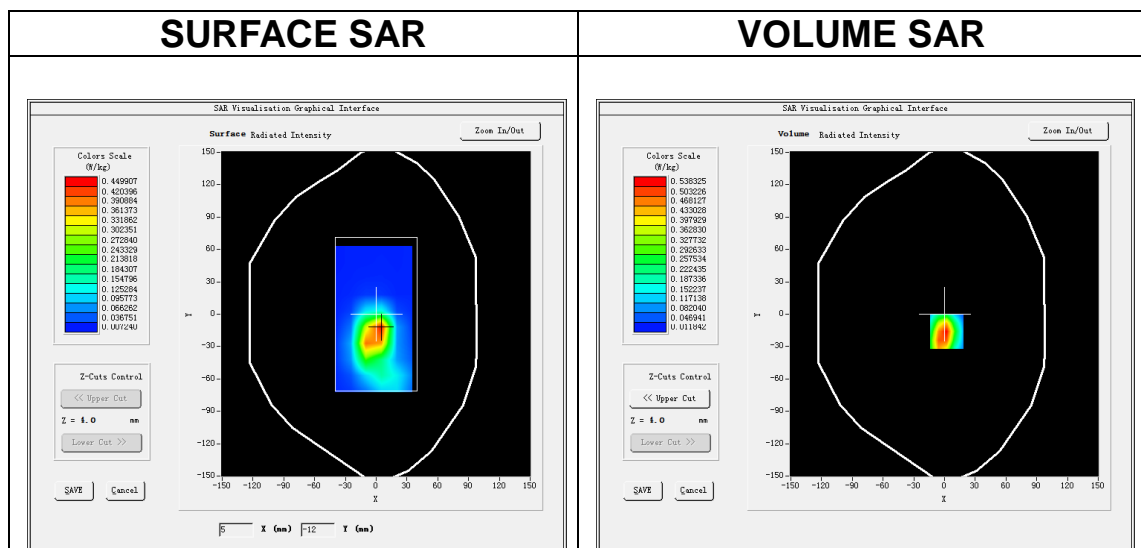 SURFACE SAR
VOLUME SAR
SAR Visualisation Graphical Interface
Surface Radiated Intensity
Zoom In/Out
Colors Scale
(W/kg)
0.449907
0.420396
0.390884
0.361373
0.331862
0.302351
0.272840
0.243329
0.213818
0.184307
0.154796
0.125284
0.095773
0.066262
0.036751
0.007240
Z-Cuts Control
<< Upper Cut
Z = 4.0 mm
Lower Cut >>
SAVE
Cancel
150
120
90
60
30
0
-30
-60
-90
-120
-150
Y
-150 -120 -90 -60 -30 0 30 60 90 120 150
X
5 X (mm) -12 Y (mm)
SAR Visualisation Graphical Interface
Volume Radiated Intensity
Zoom In/Out
Colors Scale
(W/kg)
0.538325
0.503226
0.468127
0.433028
0.397929
0.362830
0.327732
0.292633
0.257534
0.222435
0.187336
0.152237
0.117138
0.082040
0.046941
0.011842
Z-Cuts Control
<< Upper Cut
Z = 4.0 mm
Lower Cut >>
SAVE
Cancel
150
120
90
60
30
0
-30
-60
-90
-120
-150
Y
-150 -120 -90 -60 -30 0 30 60 90 120 150
X